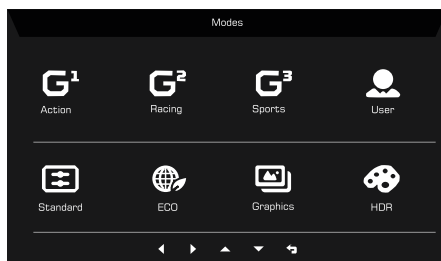 Modes
G¹ G² G³
Action Racing Sports User
Standard ECO Graphics HDR